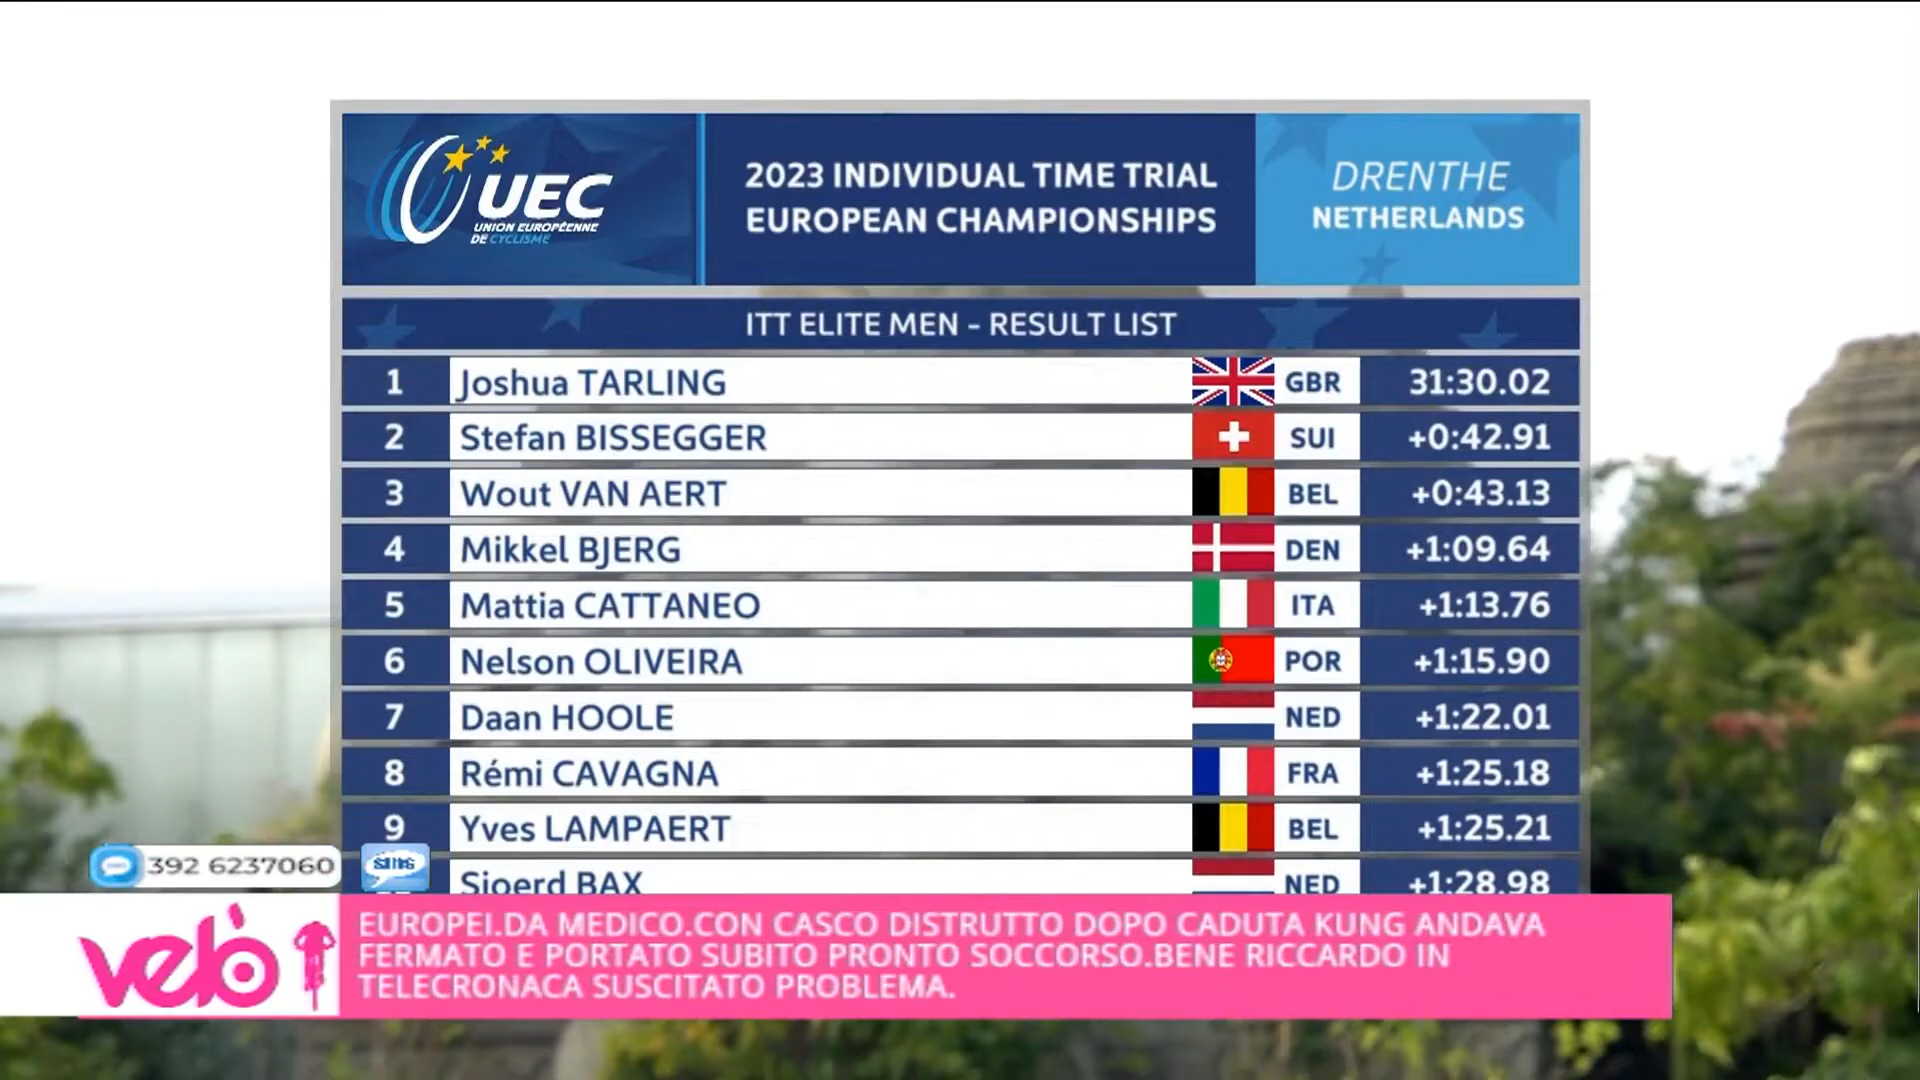 UEC
UNION EUROPÉENNE
DE CYCLISME
2023 INDIVIDUAL TIME TRIAL
EUROPEAN CHAMPIONSHIPS
DRENTHE
NETHERLANDS
ITT ELITE MEN - RESULT LIST
1 Joshua TARLING GBR 31:30.02
2 Stefan BISSEGGER SUI +0:42.91
3 Wout VAN AERT BEL +0:43.13
4 Mikkel BJERG DEN +1:09.64
5 Mattia CATTANEO ITA +1:13.76
6 Nelson OLIVEIRA POR +1:15.90
7 Daan HOOLE NED +1:22.01
8 Rémi CAVAGNA FRA +1:25.18
9 Yves LAMPAERT BEL +1:25.21
Sjoerd BAX NED +1:28.98
392 6237060
SMS
velò
EUROPEI.DA MEDICO.CON CASCO DISTRUTTO DOPO CADUTA KUNG ANDAVA
FERMATO E PORTATO SUBITO PRONTO SOCCORSO.BENE RICCARDO IN
TELECRONACA SUSCITATO PROBLEMA.